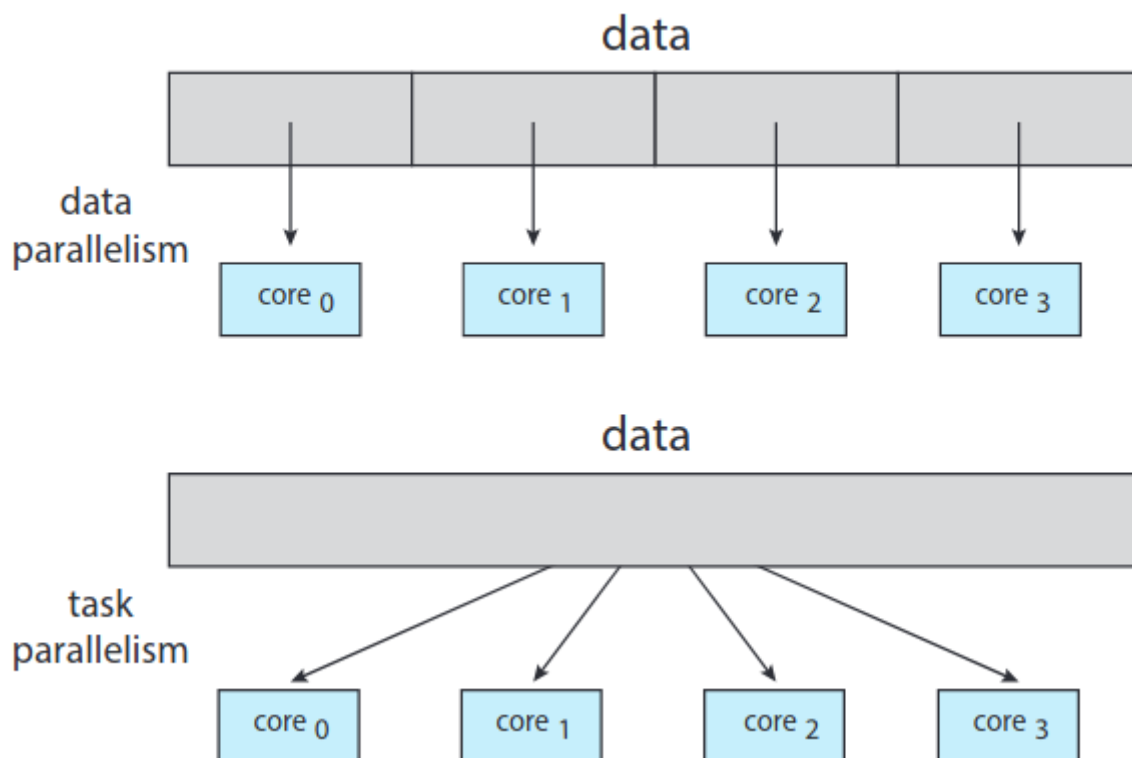 data
data
parallelism
core 0
core 1
core 2
core 3
data
task
parallelism
core 0
core 1
core 2
core 3